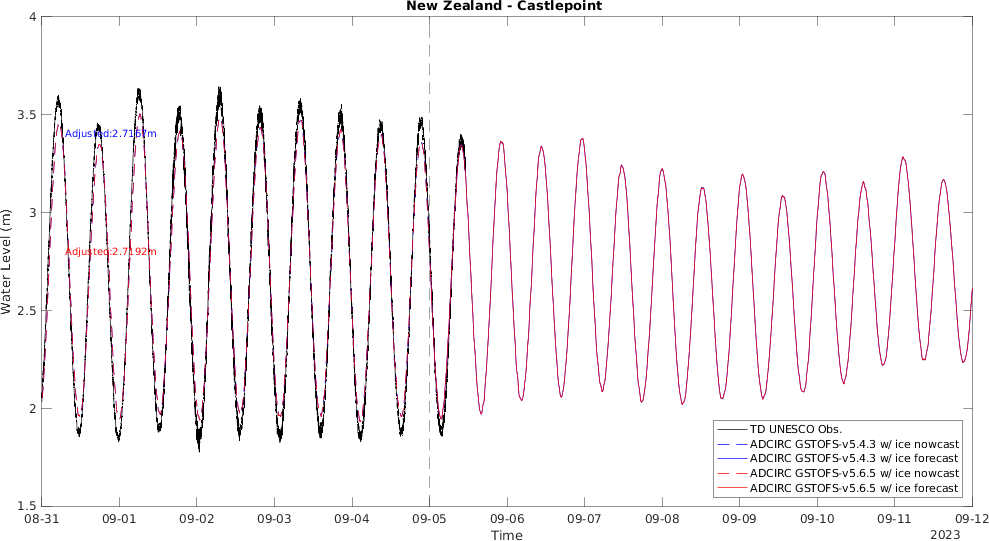 New Zealand - Castlepoint
Water Level (m)
4
3.5
3
2.5
2
1.5
Adjusted:2.7167m
Adjusted:2.7192m
TD UNESCO Obs.
ADCIRC GSTOFS-v5.4.3 w/ ice nowcast
ADCIRC GSTOFS-v5.4.3 w/ ice forecast
ADCIRC GSTOFS-v5.6.5 w/ ice nowcast
ADCIRC GSTOFS-v5.6.5 w/ ice forecast
08-31 09-01 09-02 09-03 09-04 09-05 09-06 09-07 09-08 09-09 09-10 09-11 09-12
Time
2023